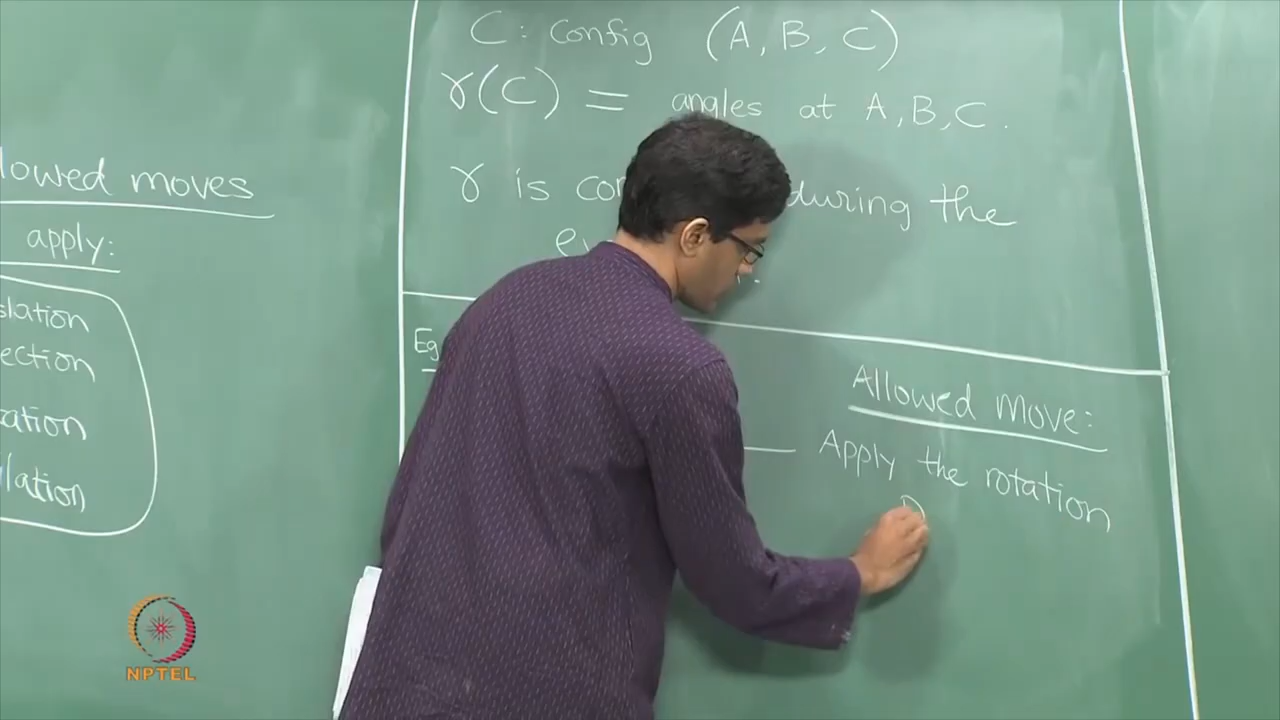 lowed moves
apply:
slation
ection
ation
lation
C: Config (A, B, C)
γ(C) = angles at A, B, C.
γ is con during the
Eg
Allowed move:
Apply the rotation
NPTEL